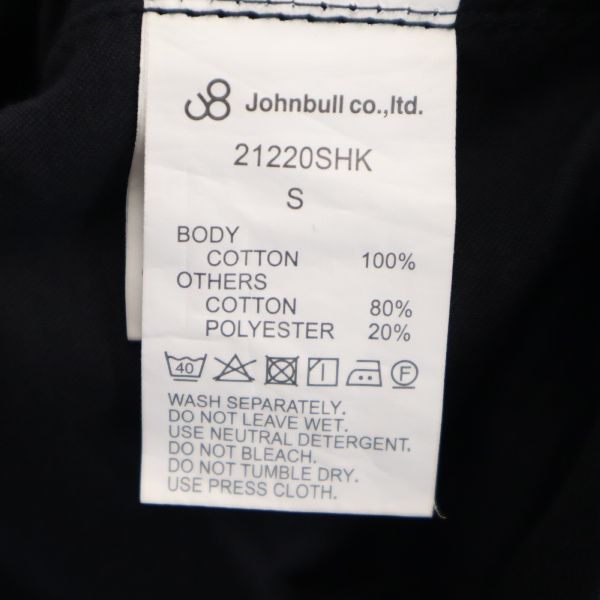 Johnbull co.,ltd.
21220SHK
S
BODY
COTTON 100%
OTHERS
COTTON 80%
POLYESTER 20%
40 F
WASH SEPARATELY.
DO NOT LEAVE WET.
USE NEUTRAL DETERGENT.
DO NOT BLEACH.
DO NOT TUMBLE DRY.
USE PRESS CLOTH.